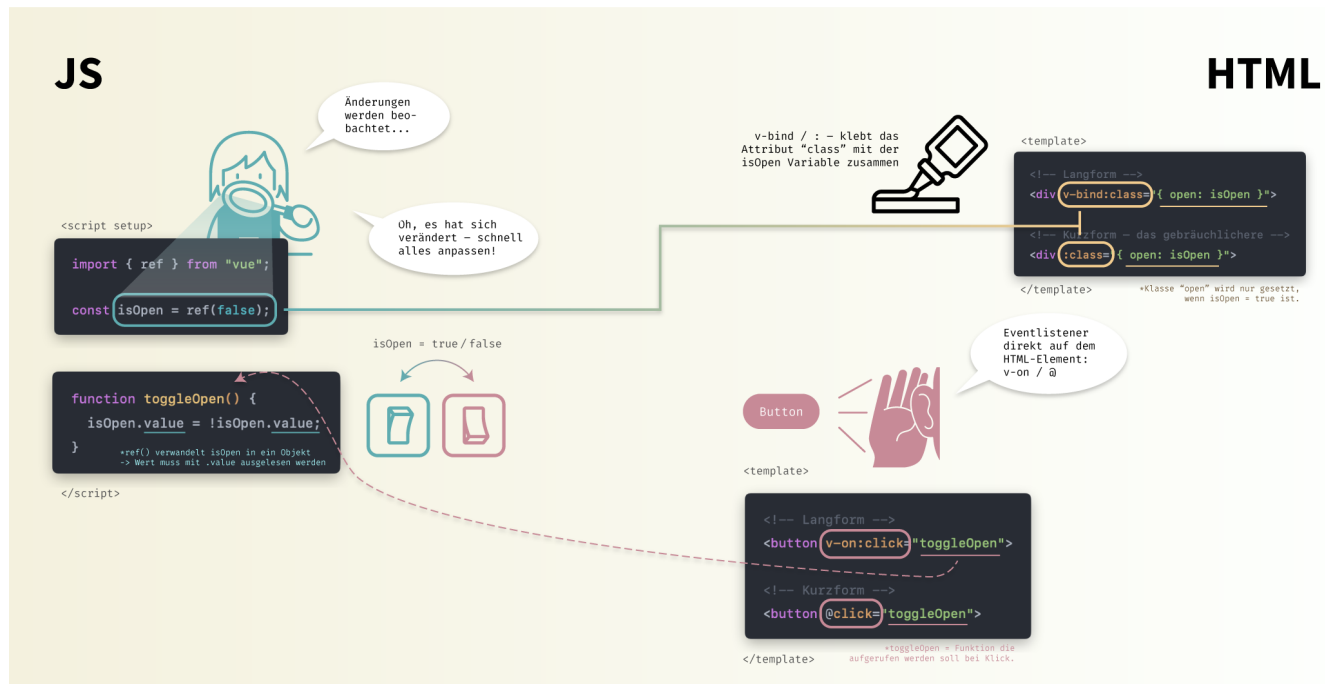 JS
HTML
Änderungen
werden beo-
bachtet...
Oh, es hat sich
verändert – schnell
alles anpassen!
<script setup>
import { ref } from "vue";
const isOpen = ref(false);
function toggleOpen() {
isOpen.value = !isOpen.value;
}
*ref() verwandelt isOpen in ein Objekt
-> Wert muss mit .value ausgelesen werden
</script>
isOpen = true/false
v-bind / : – klebt das
Attribut “class” mit der
isOpen Variable zusammen
<template>
<!-- Langform -->
<div v-bind:class="{ open: isOpen }">
<!-- Kurzform – das gebräuchlichere -->
<div :class="{ open: isOpen }">
</template>
*Klasse “open” wird nur gesetzt,
wenn isOpen = true ist.
Eventlistener
direkt auf dem
HTML-Element:
v-on / @
Button
<template>
<!-- Langform -->
<button v-on:click="toggleOpen">
<!-- Kurzform -->
<button @click="toggleOpen">
</template>
*toggleOpen = Funktion die
aufgerufen werden soll bei Klick.